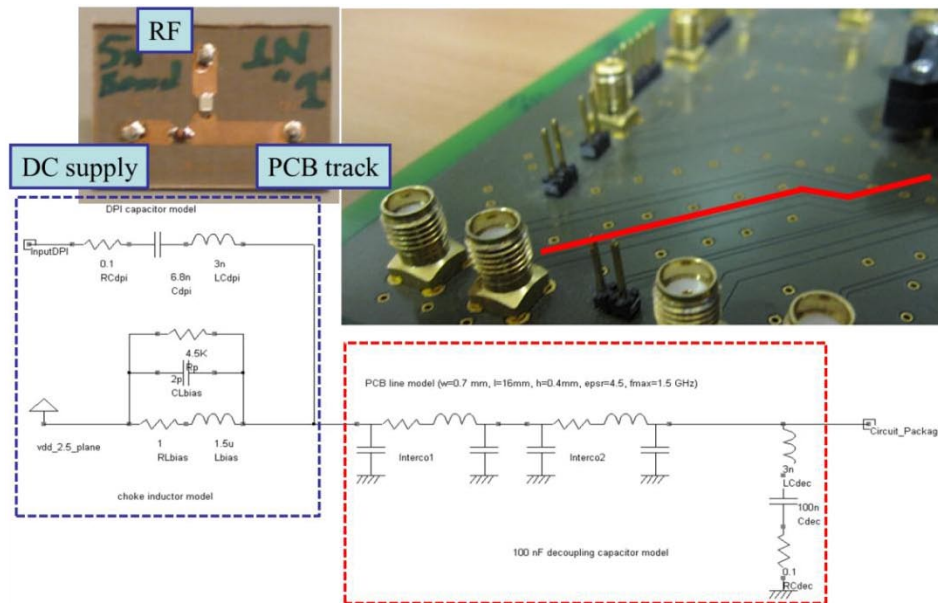 RF
DC supply
PCB track
DPI capacitor model
InputDPI
0.1
RCdpi
6.8n
Cdpi
3n
LCdpi
4.5K
Rp
2p
CLbias
vdd_2.5_plane
1
RLbias
1.5u
Lbias
choke inductor model
PCB line model (w=0.7 mm, l=16mm, h=0.4mm, epsr=4.5, fmax=1.5 GHz)
Interco1
Interco2
Circuit_Packag
3n
LCdec
100n
Cdec
0.1
RCdec
100 nF decoupling capacitor model